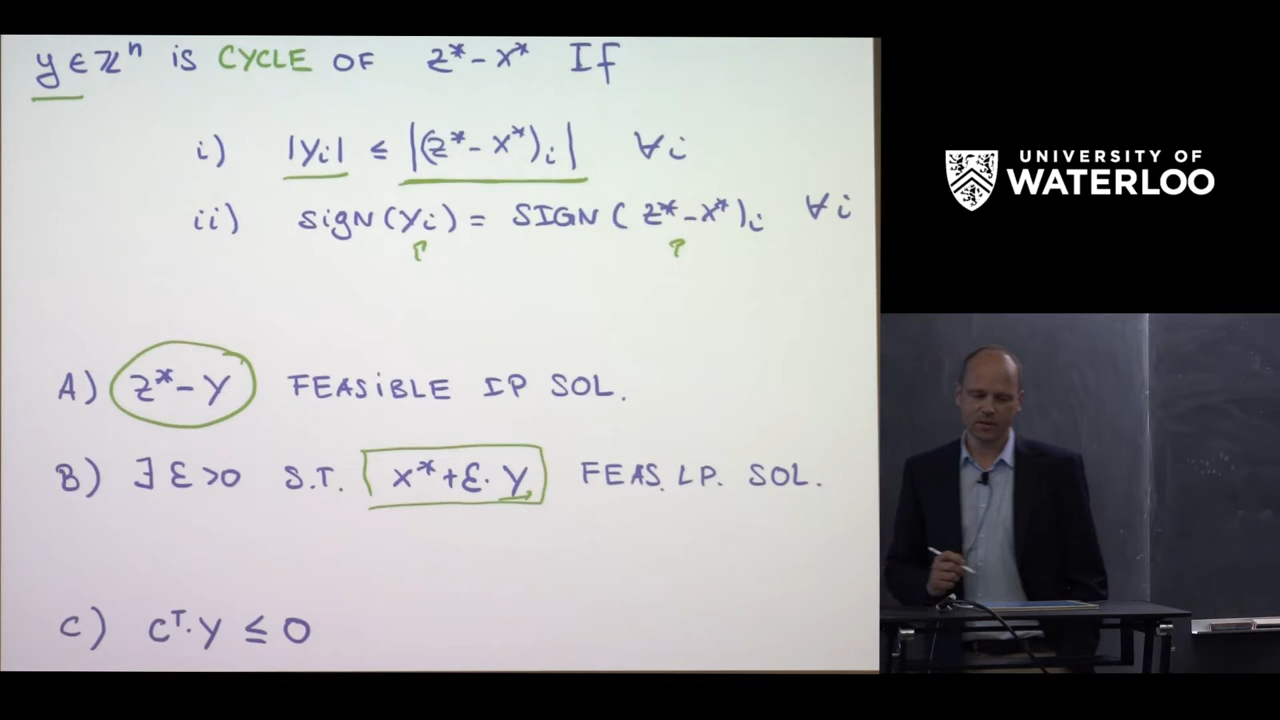 y ∈ ℤⁿ is CYCLE OF z* - x* IF
i) |yi| ≤ |(z* - x*)i| ∀i
ii) sigN(Yi) = SIGN(z* - x*)i ∀i
A) z* - y FEASiBLE IP SOL.
B) ∃ ε>0 S.T. x* + ε· y FEAS. LP. SOL.
C) cᵀ·y ≤ 0
UNIVERSITY OF
WATERLOO